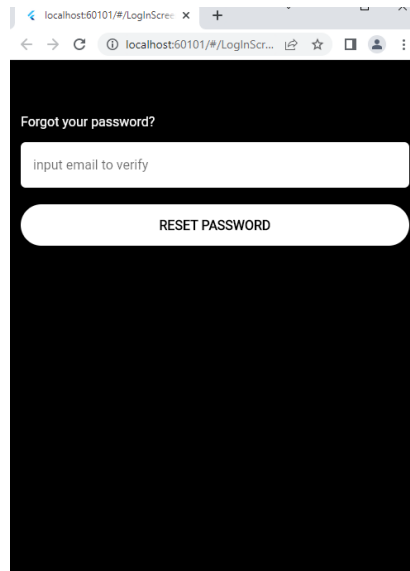 localhost:60101/#/LogInScree
localhost:60101/#/LogInScr...
Forgot your password?
input email to verify
RESET PASSWORD